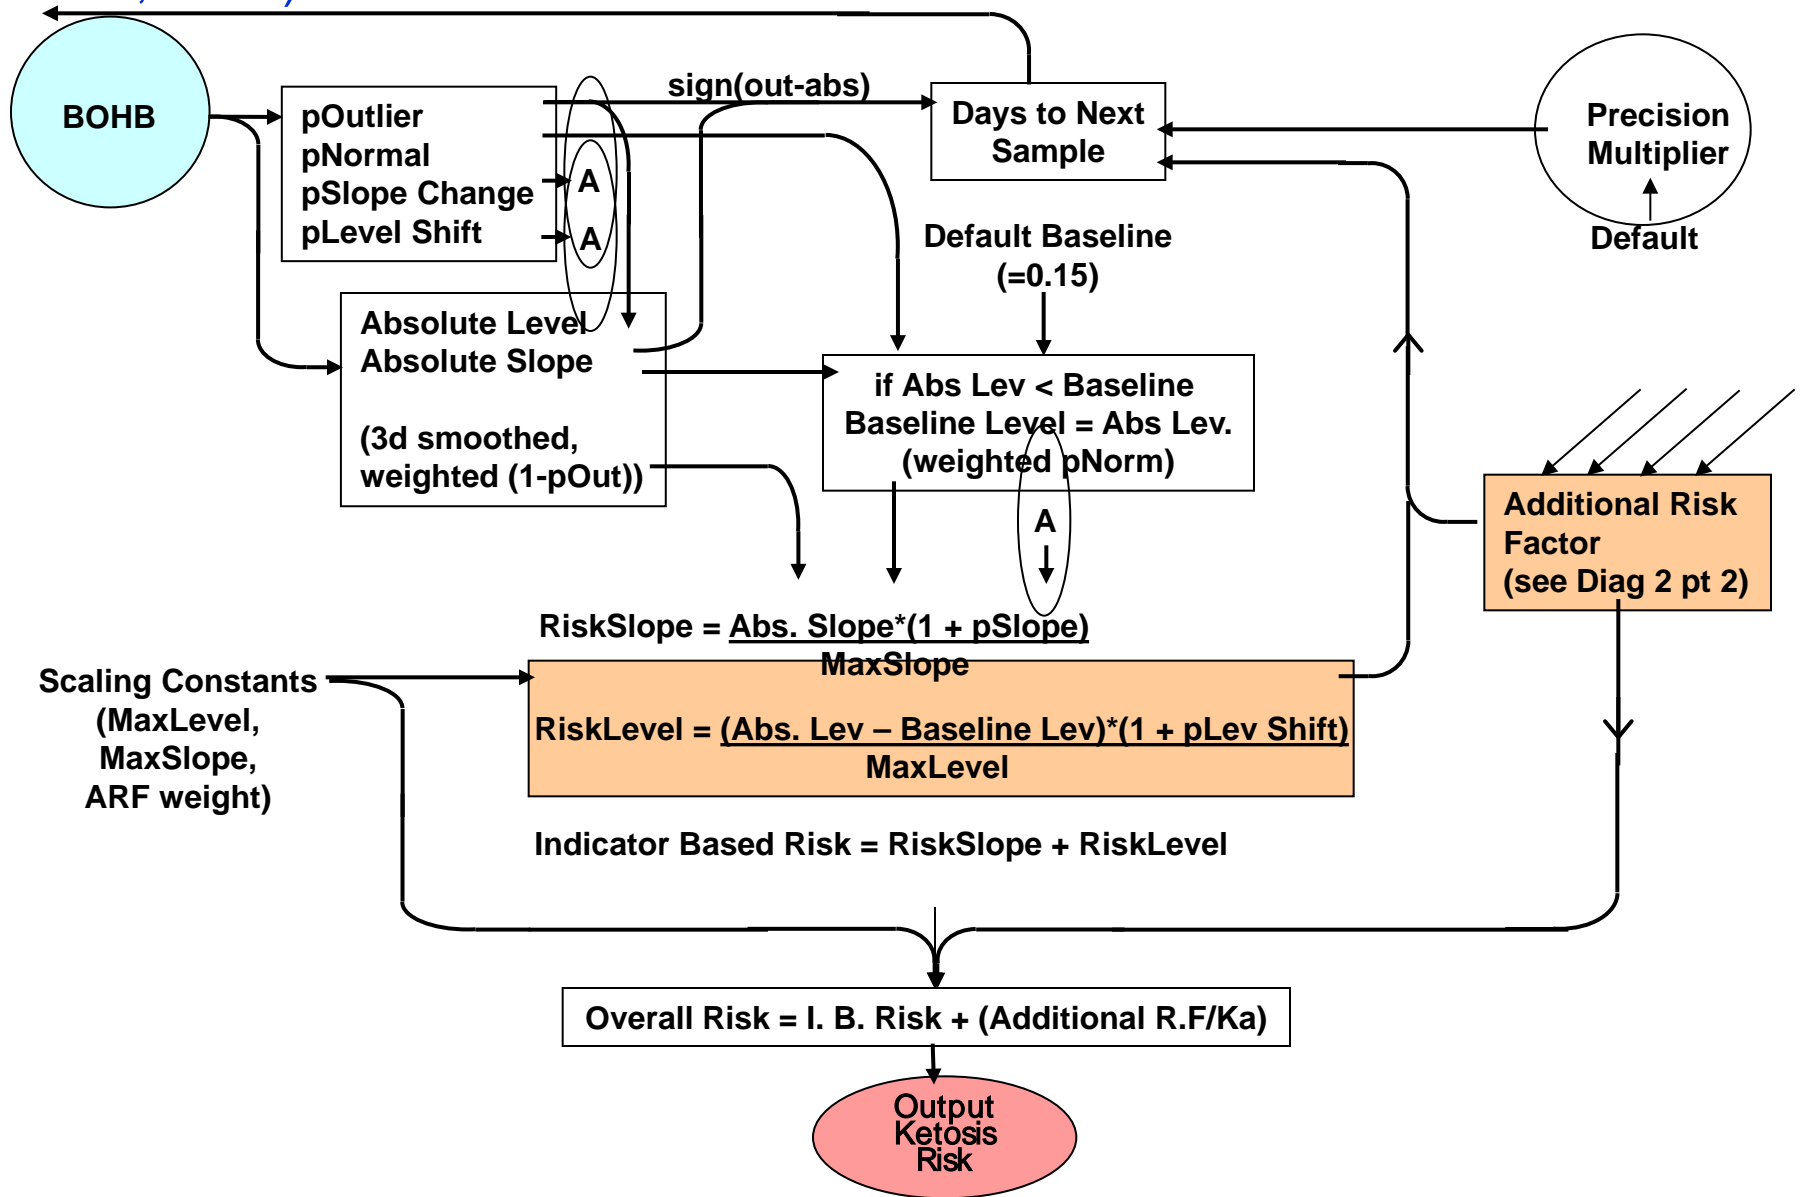 BOHB
pOutlier
pNormal
pSlope Change
pLevel Shift
A
A
sign(out-abs)
Days to Next
Sample
Precision
Multiplier
Default
Default Baseline
(=0.15)
Absolute Level
Absolute Slope
(3d smoothed,
weighted (1-pOut))
if Abs Lev < Baseline
Baseline Level = Abs Lev.
(weighted pNorm)
A
Additional Risk
Factor
(see Diag 2 pt 2)
RiskSlope = Abs. Slope*(1 + pSlope)
MaxSlope
Scaling Constants
(MaxLevel,
MaxSlope,
ARF weight)
RiskLevel = (Abs. Lev – Baseline Lev)*(1 + pLev Shift)
MaxLevel
Indicator Based Risk = RiskSlope + RiskLevel
Overall Risk = I. B. Risk + (Additional R.F/Ka)
Output
Ketosis
Risk